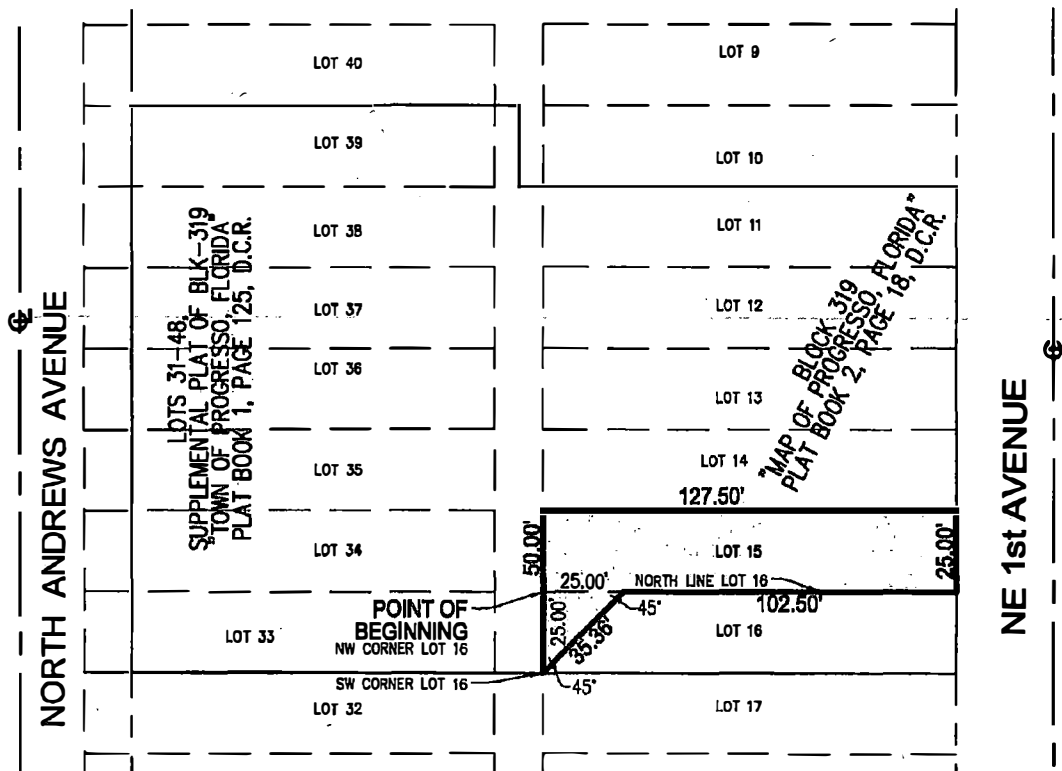 LOT 40
LOT 9
LOT 39
LOT 10
LOT 38
LOT 11
LOT 37
LOT 12
LOT 36
LOT 13
LOT 35
LOT 14
LOT 34
LOT 15
LOT 33
LOT 16
LOT 32
LOT 17
NORTH ANDREWS AVENUE
LOTS 31-48,
SUPPLEMENTAL PLAT OF BLK-319
"TOWN OF PROGRESSO, FLORIDA"
PLAT BOOK 1, PAGE 125, D.C.R.
BLOCK 319
"MAP OF PROGRESSO, FLORIDA"
PLAT BOOK 2, PAGE 18, D.C.R.
NE 1st AVENUE
127.50'
50.00'
25.00'
25.00'
NORTH LINE LOT 16
102.50'
25.00'
35.36'
45°
45°
POINT OF
BEGINNING
NW CORNER LOT 16
SW CORNER LOT 16